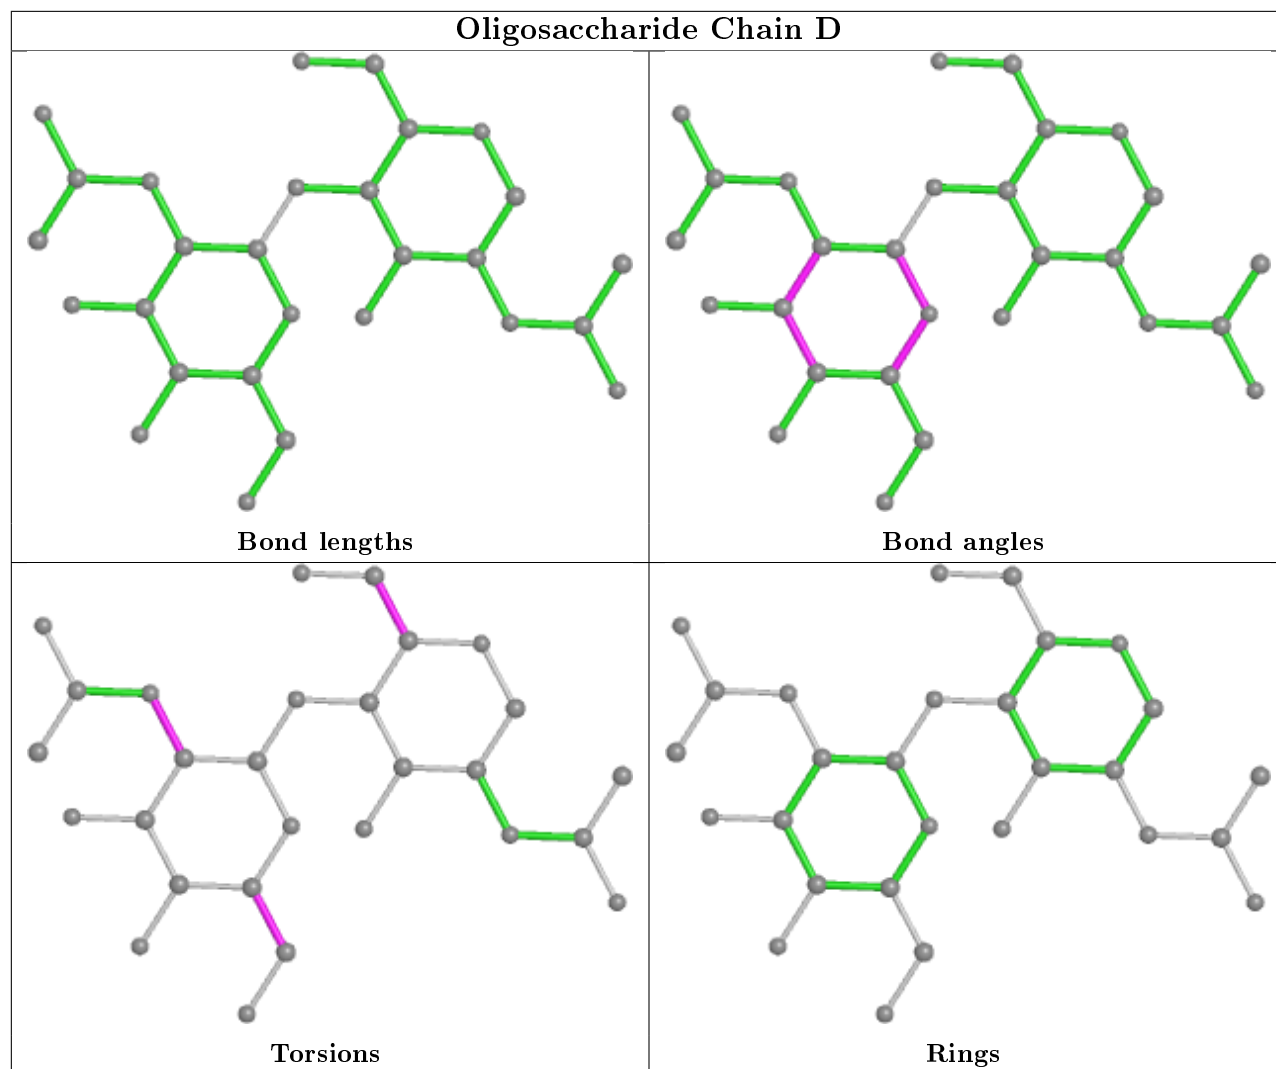 Oligosaccharide Chain D
Bond lengths
Bond angles
Torsions
Rings